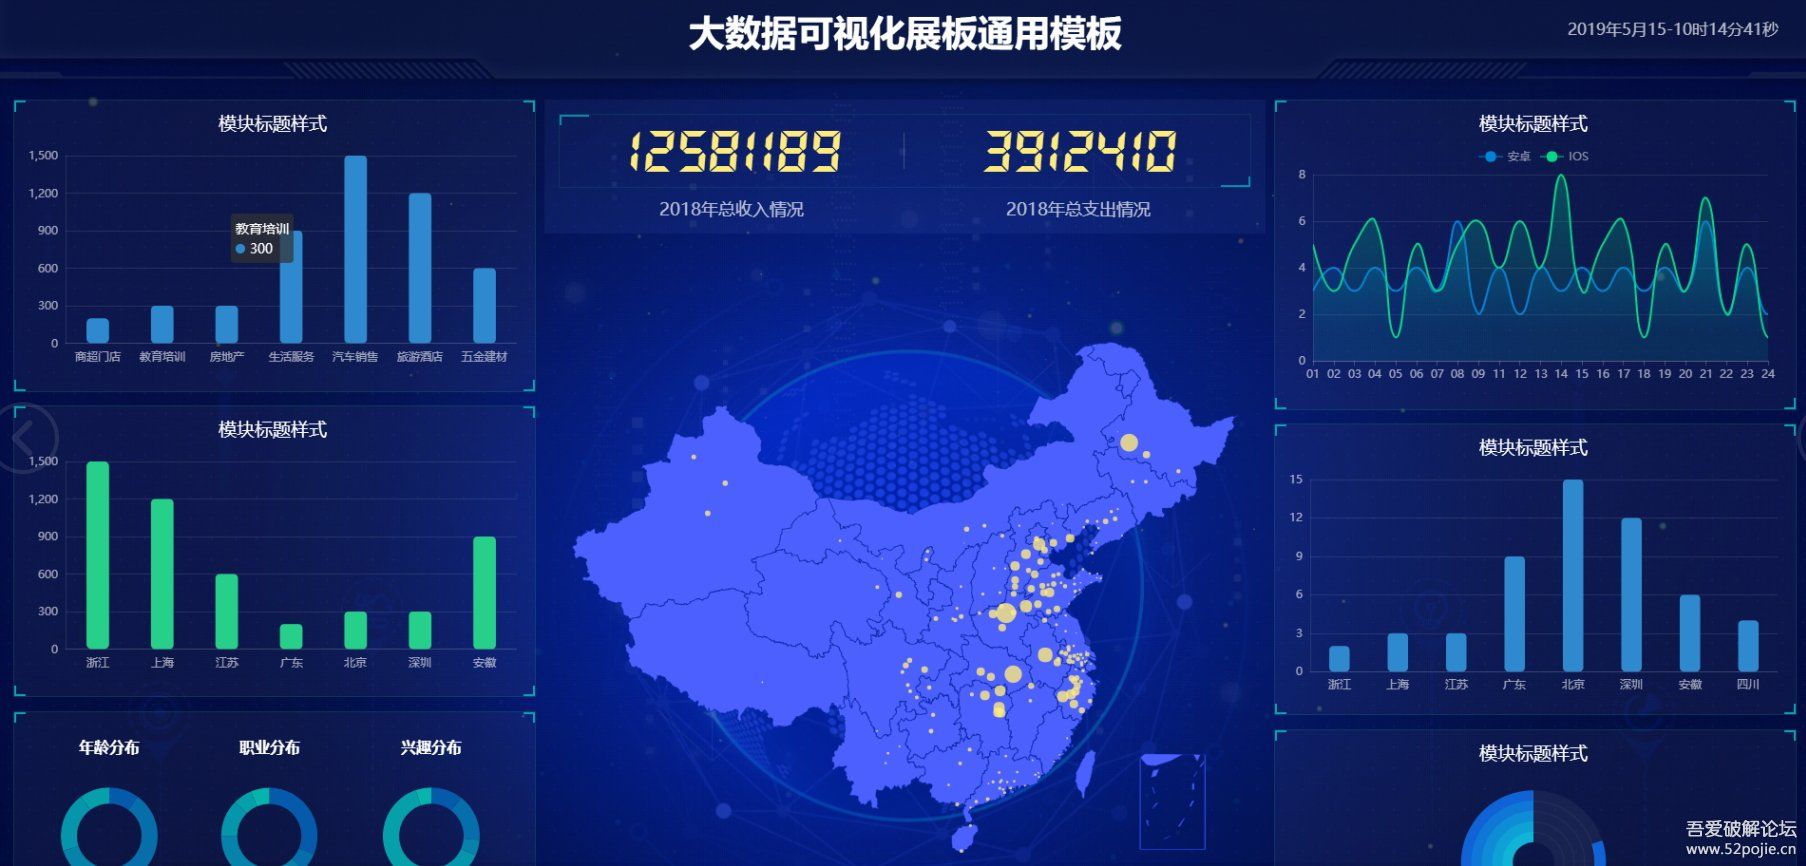 大数据可视化展板通用模板
2019年5月15-10时14分41秒
模块标题样式
1,500
1,200
900
600
300
0
教育培训
300
商超门店 教育培训 房地产 生活服务 汽车销售 旅游酒店 五金建材
模块标题样式
1,500
1,200
900
600
300
0
浙江 上海 江苏 广东 北京 深圳 安徽
年龄分布 职业分布 兴趣分布
12581189 3912410
2018年总收入情况 2018年总支出情况
模块标题样式
安卓 IOS
8
6
4
2
0
01 02 03 04 05 06 07 08 09 11 12 13 14 15 16 17 18 19 20 21 22 23 24
模块标题样式
15
12
9
6
3
0
浙江 上海 江苏 广东 北京 深圳 安徽 四川
模块标题样式
吾爱破解论坛
www.52pojie.cn